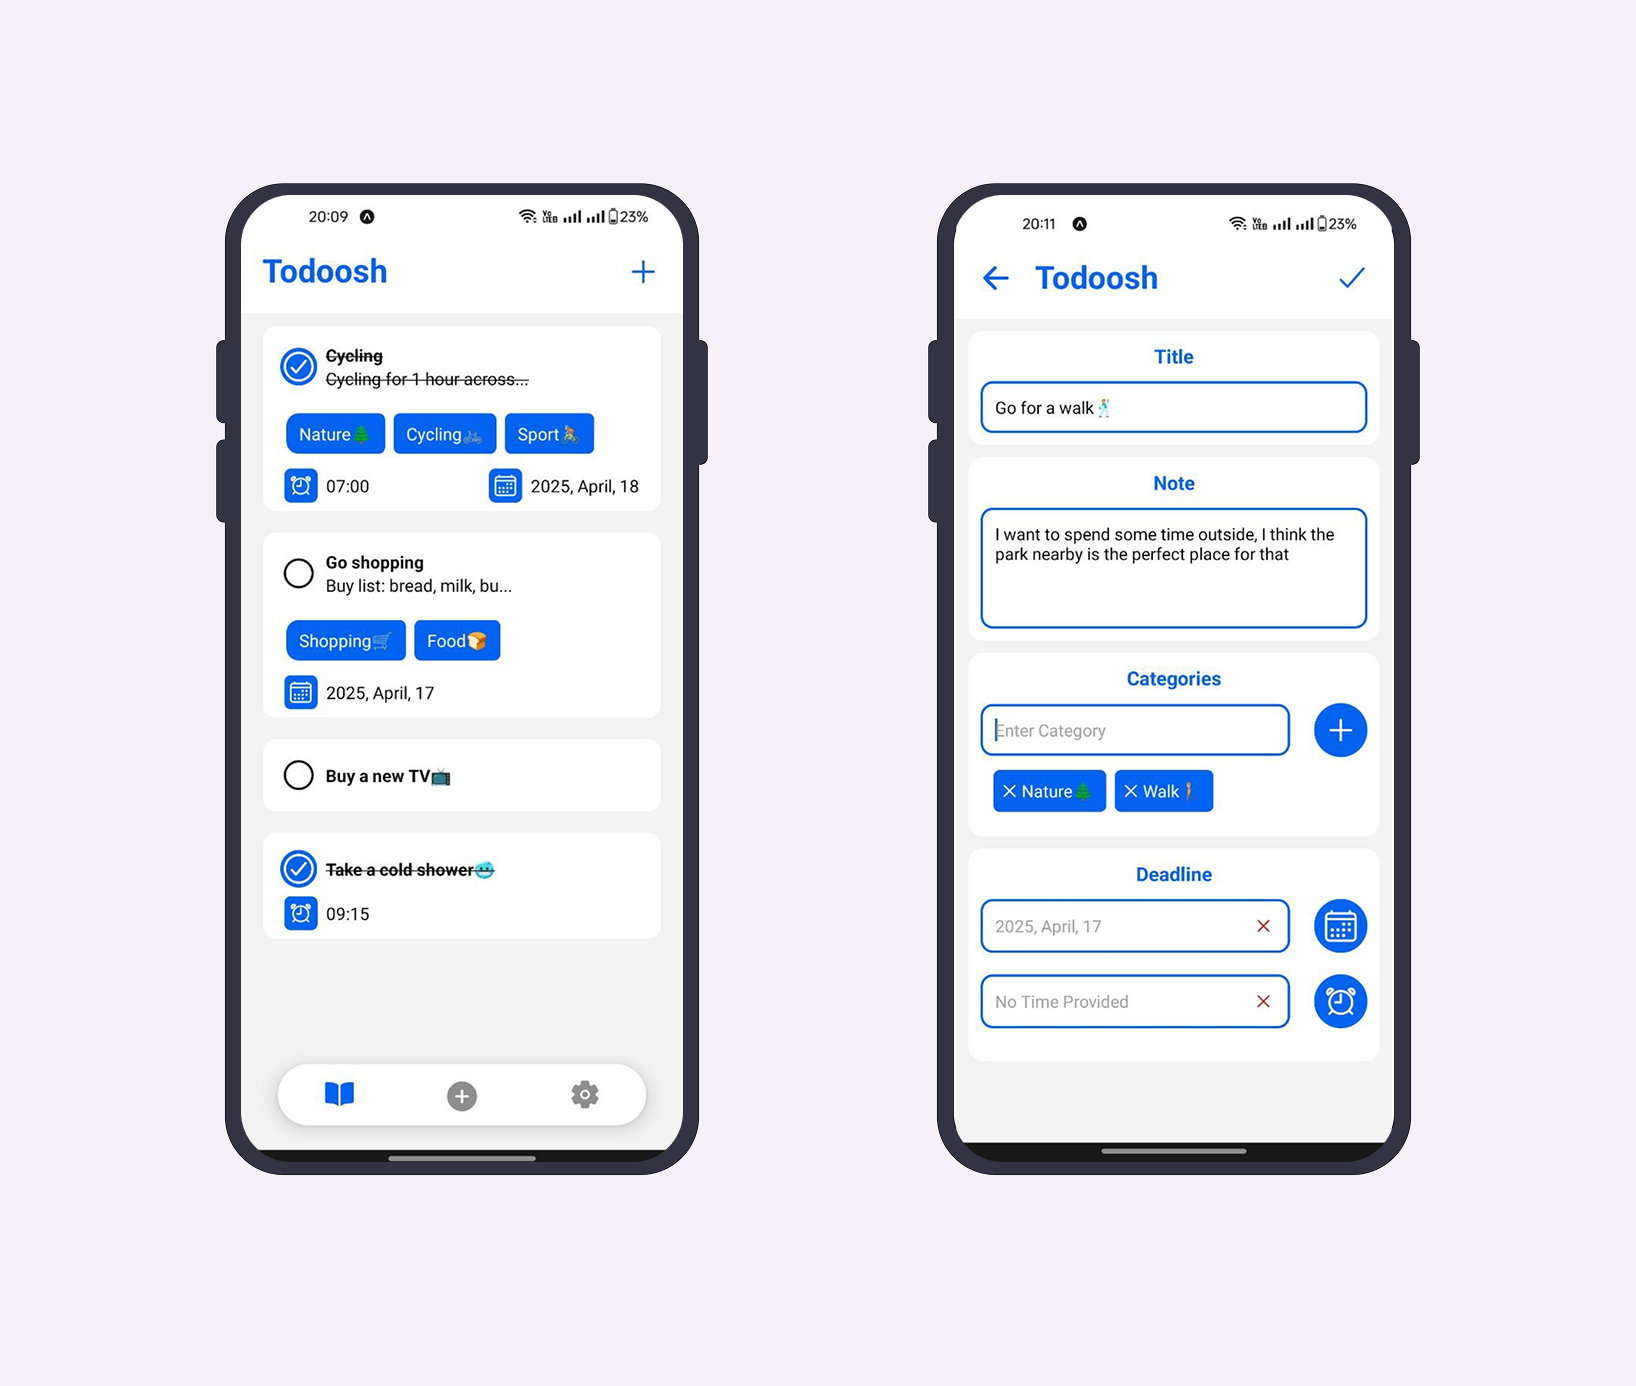 20:09
23%
Todoosh
Cycling
Cycling for 1 hour across...
Nature🌲 Cycling🚲 Sport🚴
07:00 2025, April, 18
Go shopping
Buy list: bread, milk, bu...
Shopping🛒 Food🍞
2025, April, 17
Buy a new TV📺
Take a cold shower🥶
09:15
20:11
23%
Todoosh
Title
Go for a walk
Note
I want to spend some time outside, I think the
park nearby is the perfect place for that
Categories
Enter Category
Nature🌲 Walk🚶
Deadline
2025, April, 17
No Time Provided